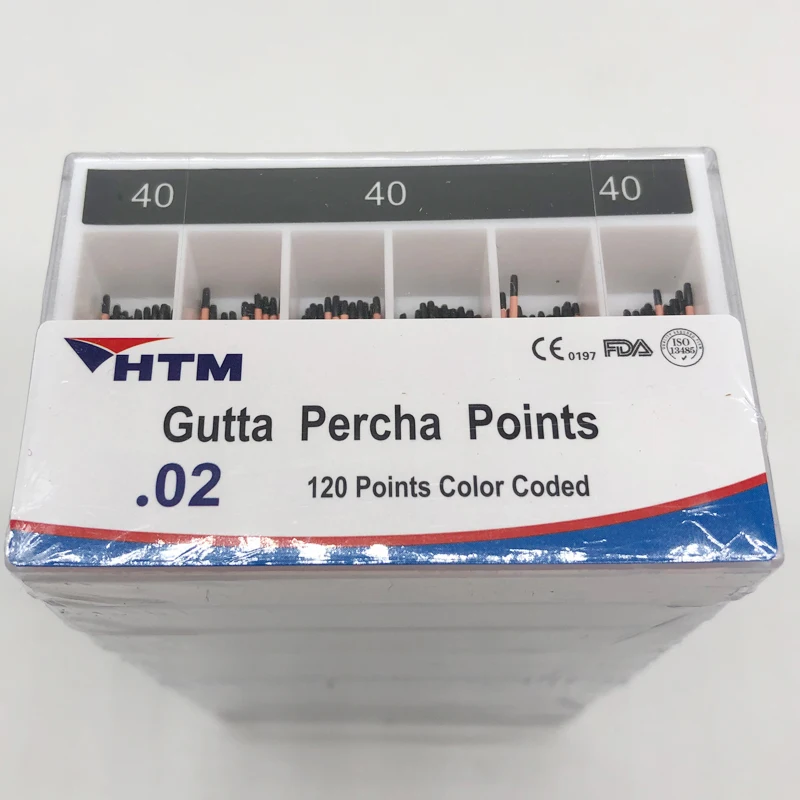 40 40 40
HTM
CE 0197 FDA ISO 13485
Gutta Percha Points
.02 120 Points Color Coded